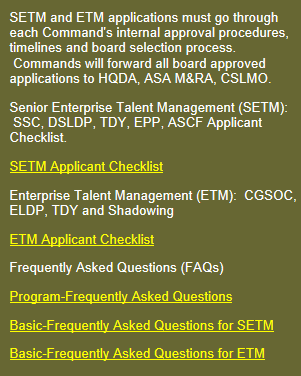 SETM and ETM applications must go through
each Command's internal approval procedures,
timelines and board selection process.
Commands will forward all board approved
applications to HQDA, ASA M&RA, CSLMO.
Senior Enterprise Talent Management (SETM):
SSC, DSLDP, TDY, EPP, ASCF Applicant
Checklist.
SETM Applicant Checklist
Enterprise Talent Management (ETM):  CGSOC,
ELDP, TDY and Shadowing
ETM Applicant Checklist
Frequently Asked Questions (FAQs)
Program-Frequently Asked Questions
Basic-Frequently Asked Questions for SETM
Basic-Frequently Asked Questions for ETM